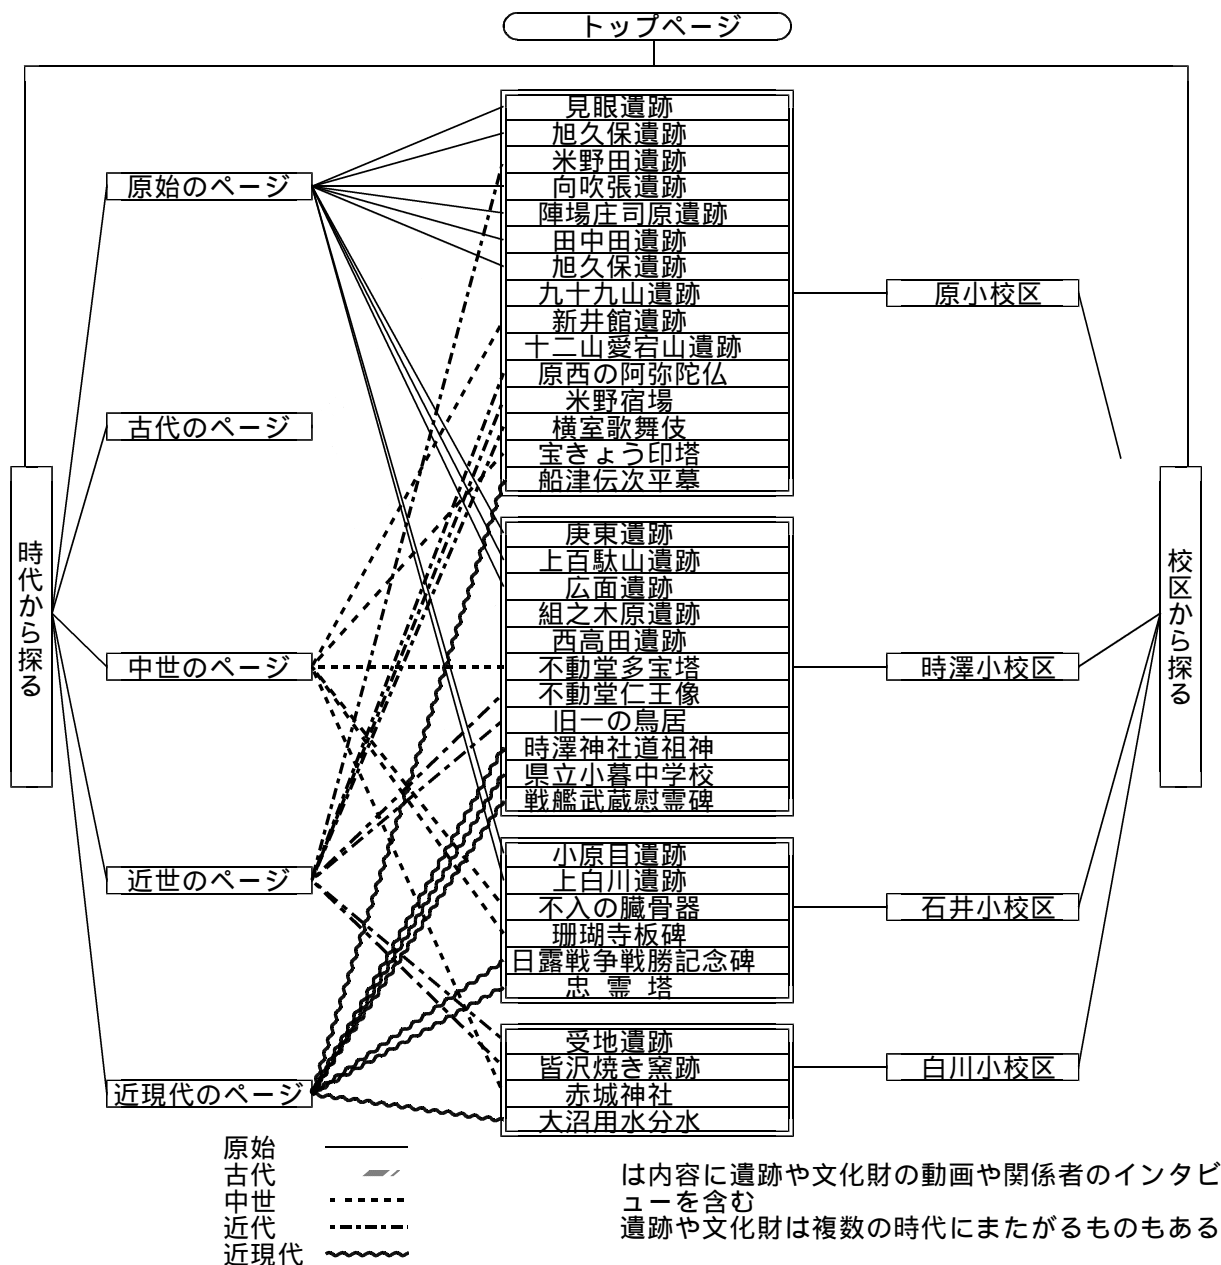 トップページ
時代から探る
原始のページ
古代のページ
中世のページ
近世のページ
近現代のページ
見眼遺跡
旭久保遺跡
米野田遺跡
向吹張遺跡
陣場庄司原遺跡
田中田遺跡
旭久保遺跡
九十九山遺跡
新井館遺跡
十二山愛宕山遺跡
原西の阿弥陀仏
米野宿場
横室歌舞伎
宝きょう印塔
船津伝次平墓
庚東遺跡
上百駄山遺跡
広面遺跡
組之木原遺跡
西高田遺跡
不動堂多宝塔
不動堂仁王像
旧一の鳥居
時澤神社道祖神
県立小暮中学校
戦艦武蔵慰霊碑
小原目遺跡
上白川遺跡
不入の臓骨器
珊瑚寺板碑
日露戦争戦勝記念碑
忠 霊 塔
受地遺跡
皆沢焼き窯跡
赤城神社
大沼用水分水
原小校区
時澤小校区
石井小校区
白川小校区
校区から探る
原始
古代
中世
近代
近現代
は内容に遺跡や文化財の動画や関係者のインタビ
ューを含む
遺跡や文化財は複数の時代にまたがるものもある